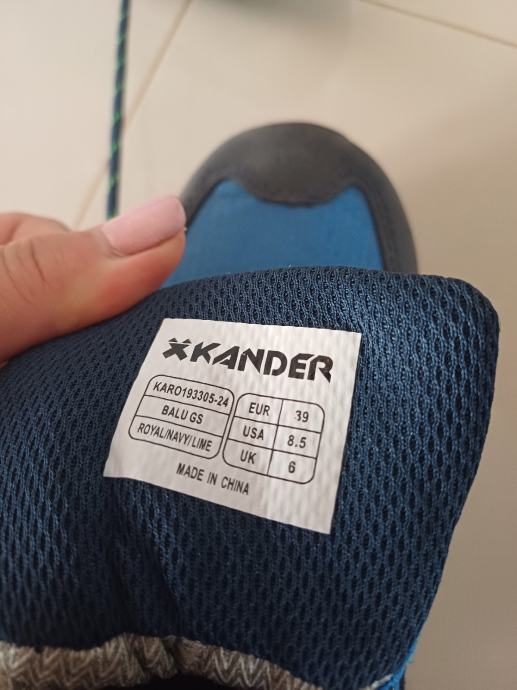 KANDER
KARO193305-24
BALU GS
ROYAL/NAVY/LIME
EUR 39
USA 8.5
UK 6
MADE IN CHINA